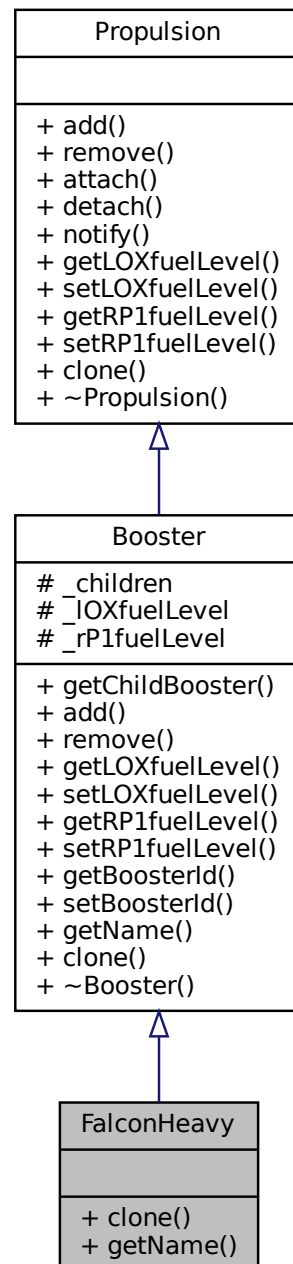 Propulsion
+ add()
+ remove()
+ attach()
+ detach()
+ notify()
+ getLOXfuelLevel()
+ setLOXfuelLevel()
+ getRP1fuelLevel()
+ setRP1fuelLevel()
+ clone()
+ ~Propulsion()
Booster
# _children
# _lOXfuelLevel
# _rP1fuelLevel
+ getChildBooster()
+ add()
+ remove()
+ getLOXfuelLevel()
+ setLOXfuelLevel()
+ getRP1fuelLevel()
+ setRP1fuelLevel()
+ getBoosterId()
+ setBoosterId()
+ getName()
+ clone()
+ ~Booster()
FalconHeavy
+ clone()
+ getName()